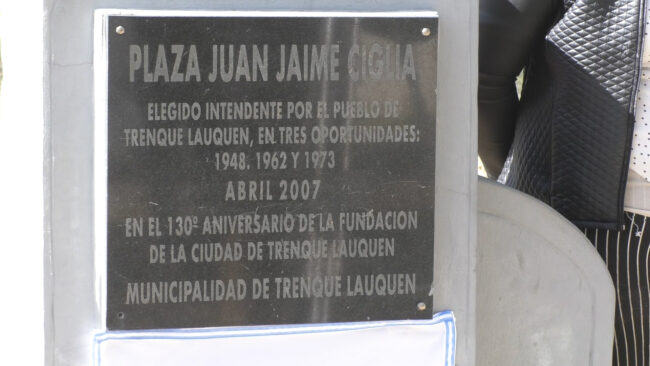 PLAZA JUAN JAIME CIGLIA
ELEGIDO INTENDENTE POR EL PUEBLO DE
TRENQUE LAUQUEN, EN TRES OPORTUNIDADES:
1948. 1962 Y 1973
ABRIL 2007
EN EL 130º ANIVERSARIO DE LA FUNDACION
DE LA CIUDAD DE TRENQUE LAUQUEN
MUNICIPALIDAD DE TRENQUE LAUQUEN